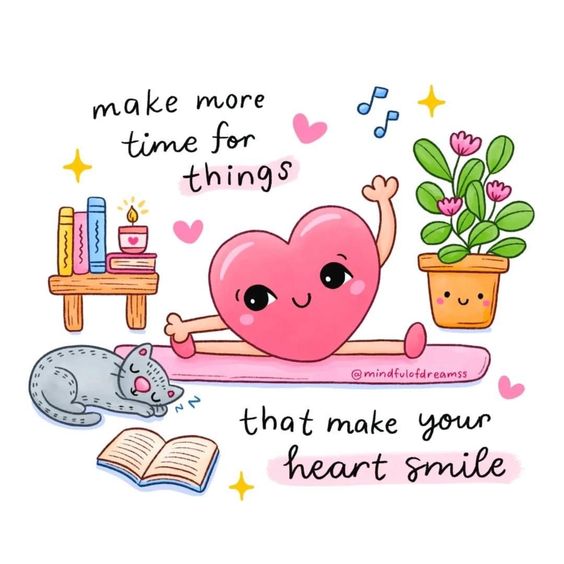 make more
time for
things
@mindfulofdreamss
z z
that make your
heart smile